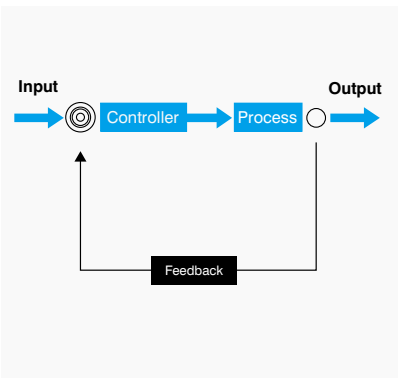 Input
Output
Controller
Process
Feedback